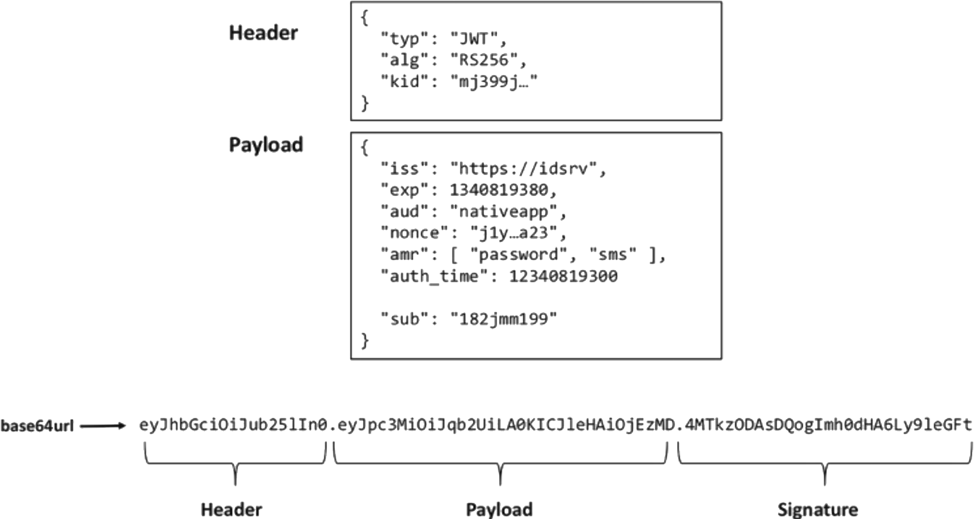 Header
{
"typ": "JWT",
"alg": "RS256",
"kid": "mj399j…"
}
Payload
{
"iss": "https://idsrv",
"exp": 1340819380,
"aud": "nativeapp",
"nonce": "j1y…a23",
"amr": [ "password", "sms" ],
"auth_time": 12340819300
"sub": "182jmm199"
}
base64url eyJhbGciOiJub25lIn0.eyJpc3MiOiJqb2UiLA0KICJleHAiOjEzMD.4MTkzODAsDQogImh0dHA6Ly9leGFt
Header Payload Signature